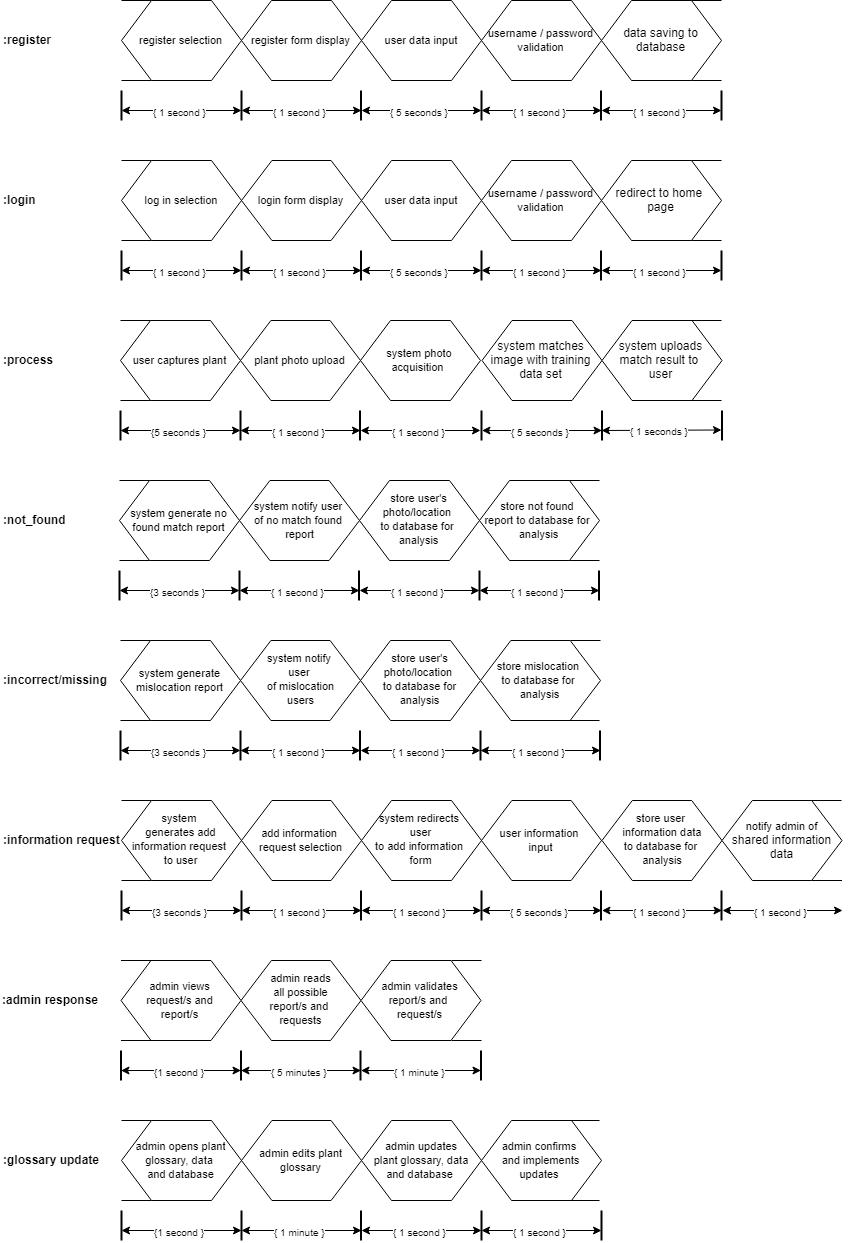 :register
register selection
register form display
user data input
username / password
validation
data saving to
database
{ 1 second }
{ 1 second }
{ 5 seconds }
{ 1 second }
{ 1 second }
:login
log in selection
login form display
user data input
username / password
validation
redirect to home
page
{ 1 second }
{ 1 second }
{ 5 seconds }
{ 1 second }
{ 1 second }
:process
user captures plant
plant photo upload
system photo
acquisition
system matches
image with training
data set
system uploads
match result to
user
{5 seconds }
{ 1 second }
{ 1 second }
{ 5 seconds }
{ 1 seconds }
:not_found
system generate no
found match report
system notify user
of no match found
report
store user's
photo/location
to database for
analysis
store not found
report to database for
analysis
{3 seconds }
{ 1 second }
{ 1 second }
{ 1 second }
:incorrect/missing
system generate
mislocation report
system notify
user
of mislocation
users
store user's
photo/location
to database for
analysis
store mislocation
to database for
analysis
{3 seconds }
{ 1 second }
{ 1 second }
{ 1 second }
:information request
system
generates add
information request
to user
add information
request selection
system redirects
user
to add information
form
user information
input
store user
information data
to database for
analysis
notify admin of
shared information
data
{3 seconds }
{ 1 second }
{ 1 second }
{ 5 seconds }
{ 1 second }
{ 1 second }
:admin response
admin views
request/s and
report/s
admin reads
all possible
report/s and
requests
admin validates
report/s and
request/s
{1 second }
{ 5 minutes }
{ 1 minute }
:glossary update
admin opens plant
glossary, data
and database
admin edits plant
glossary
admin updates
plant glossary, data
and database
admin confirms
and implements
updates
{1 second }
{ 1 minute }
{ 1 second }
{ 1 second }